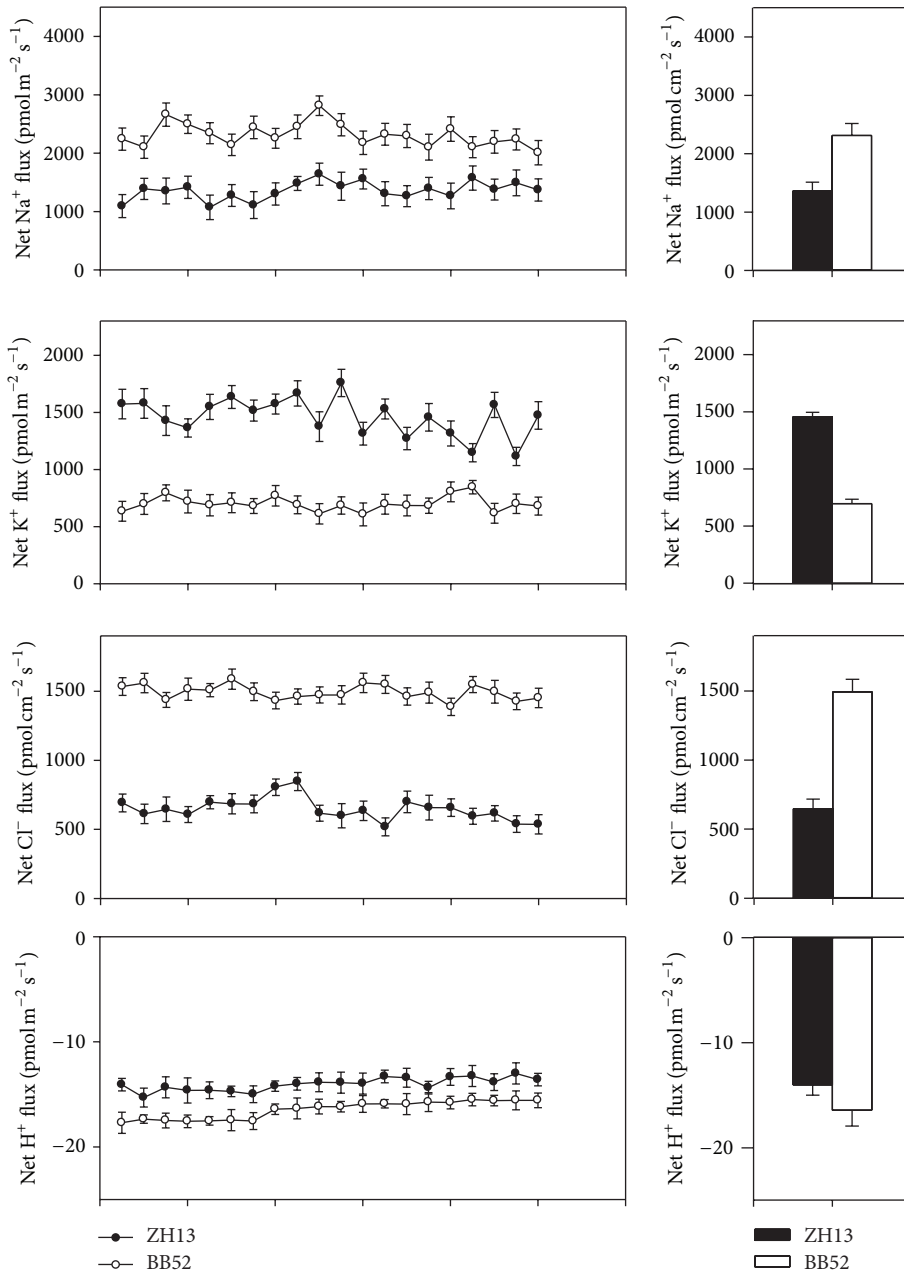 4000
3000
2000
1000
0
Net Na⁺ flux (pmol m⁻² s⁻¹)
4000
3000
2000
1000
0
Net Na⁺ flux (pmol cm⁻² s⁻¹)
2000
1500
1000
500
0
Net K⁺ flux (pmol m⁻² s⁻¹)
2000
1500
1000
500
0
Net K⁺ flux (pmol m⁻² s⁻¹)
1500
1000
500
0
Net Cl⁻ flux (pmol cm⁻² s⁻¹)
1500
1000
500
0
Net Cl⁻ flux (pmol cm⁻² s⁻¹)
0
−10
−20
Net H⁺ flux (pmol m⁻² s⁻¹)
0
−10
−20
Net H⁺ flux (pmol m⁻² s⁻¹)
ZH13
BB52
ZH13
BB52